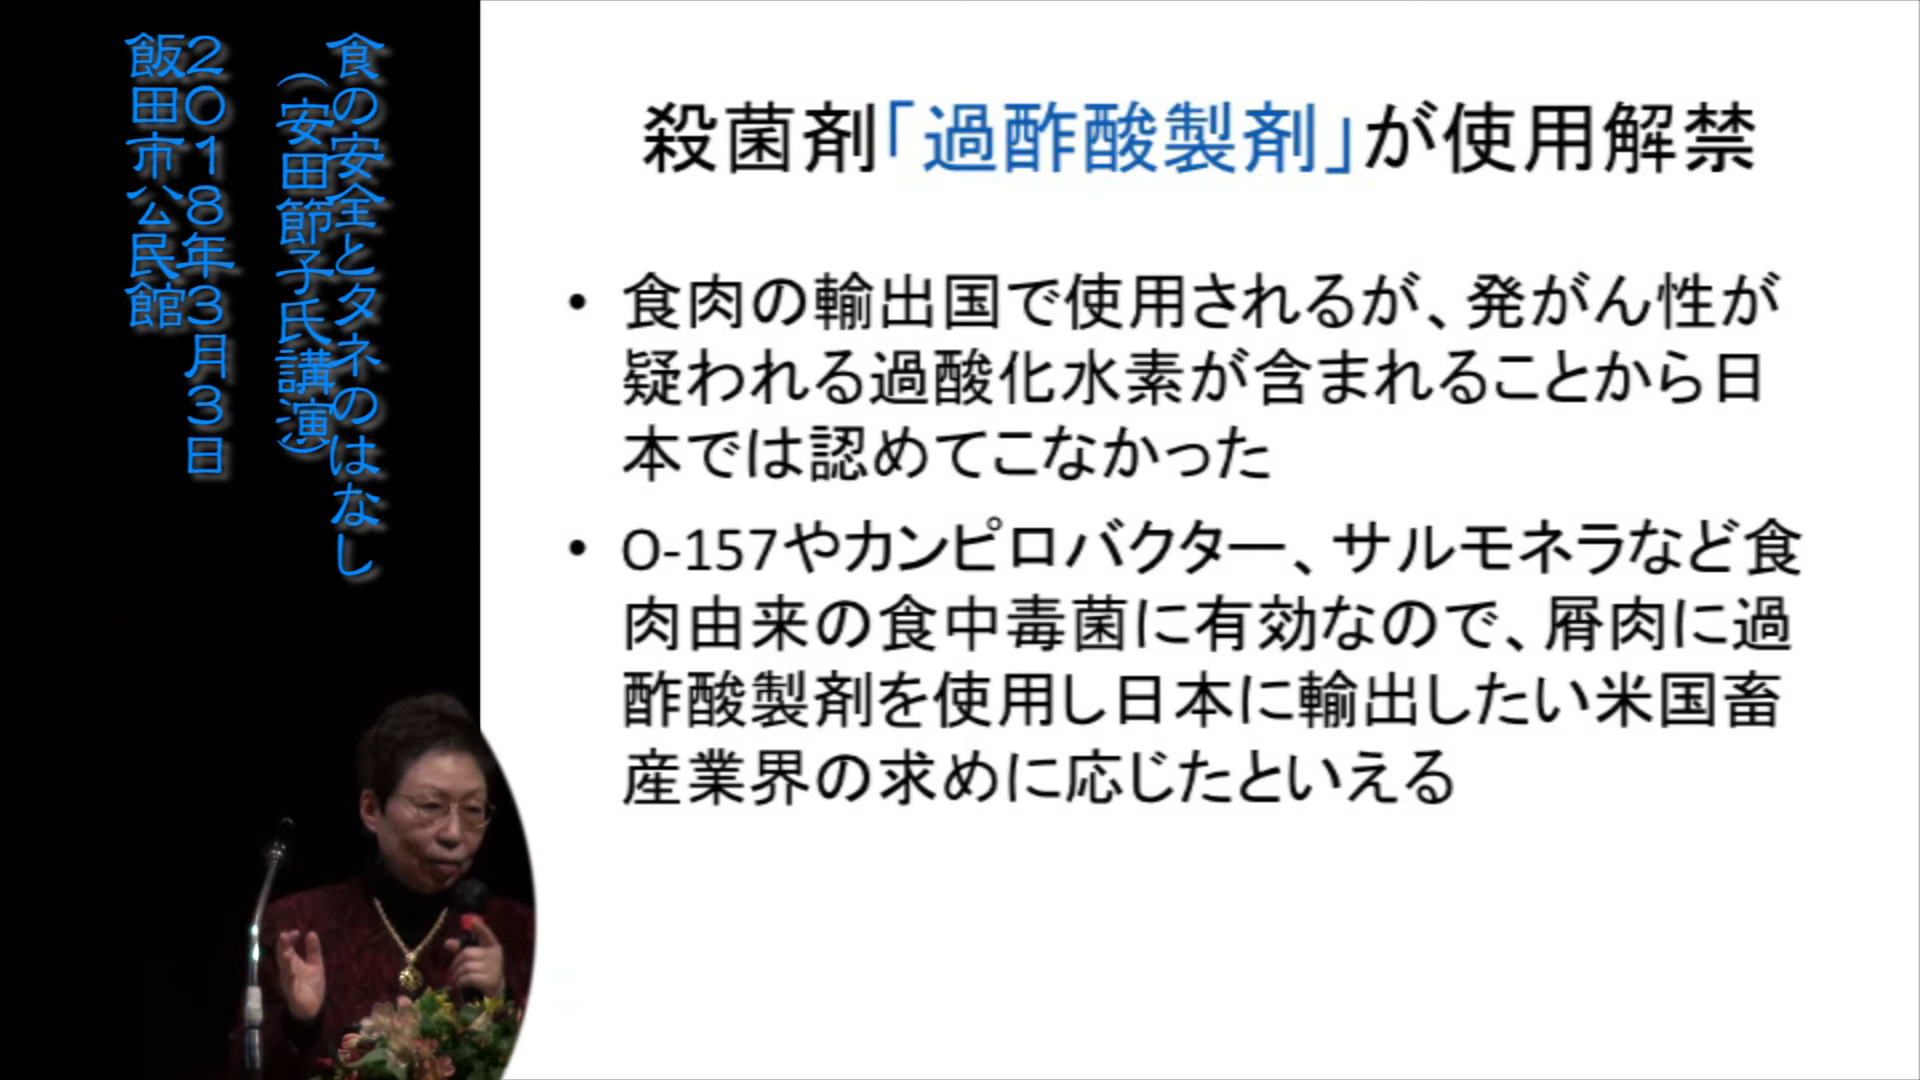 食の安全とタネのはなし
（安田節子氏講演）
２０１８年３月３日
飯田市公民館
殺菌剤「過酢酸製剤」が使用解禁
• 食肉の輸出国で使用されるが、発がん性が
疑われる過酸化水素が含まれることから日
本では認めてこなかった
• O-157やカンピロバクター、サルモネラなど食
肉由来の食中毒菌に有効なので、屑肉に過
酢酸製剤を使用し日本に輸出したい米国畜
産業界の求めに応じたといえる